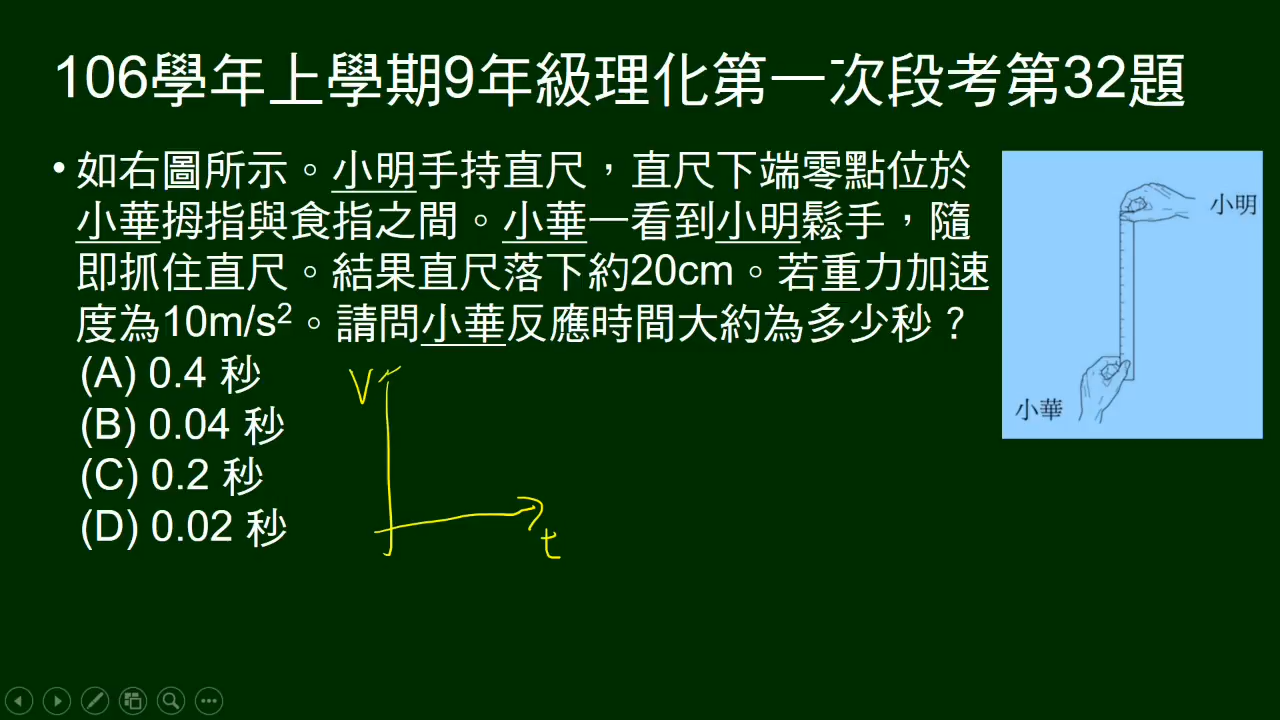 106學年上學期9年級理化第一次段考第32題
• 如右圖所示。小明手持直尺，直尺下端零點位於
小華拇指與食指之間。小華一看到小明鬆手，隨
即抓住直尺。結果直尺落下約20cm。若重力加速
度為10m/s²。請問小華反應時間大約為多少秒？
(A) 0.4 秒
(B) 0.04 秒
(C) 0.2 秒
(D) 0.02 秒
V
t
小明
小華